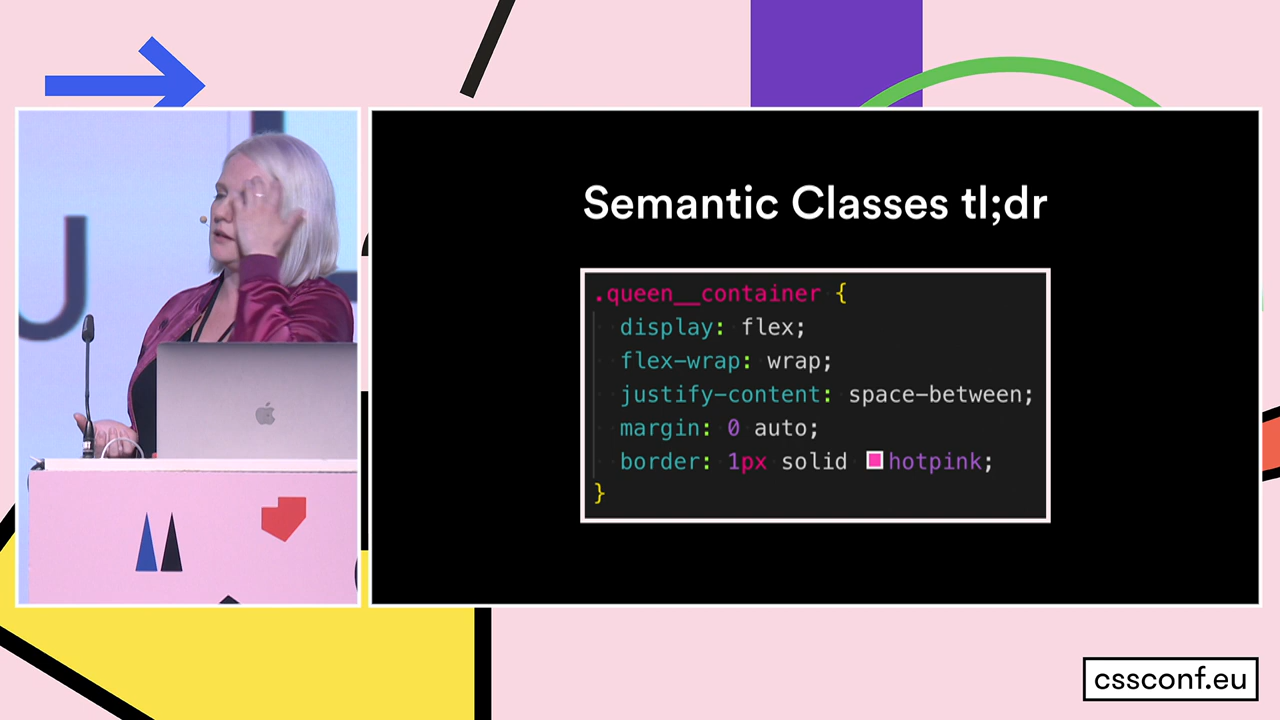 Semantic Classes tl;dr
.queen__container {
display: flex;
flex-wrap: wrap;
justify-content: space-between;
margin: 0 auto;
border: 1px solid hotpink;
}
cssconf.eu